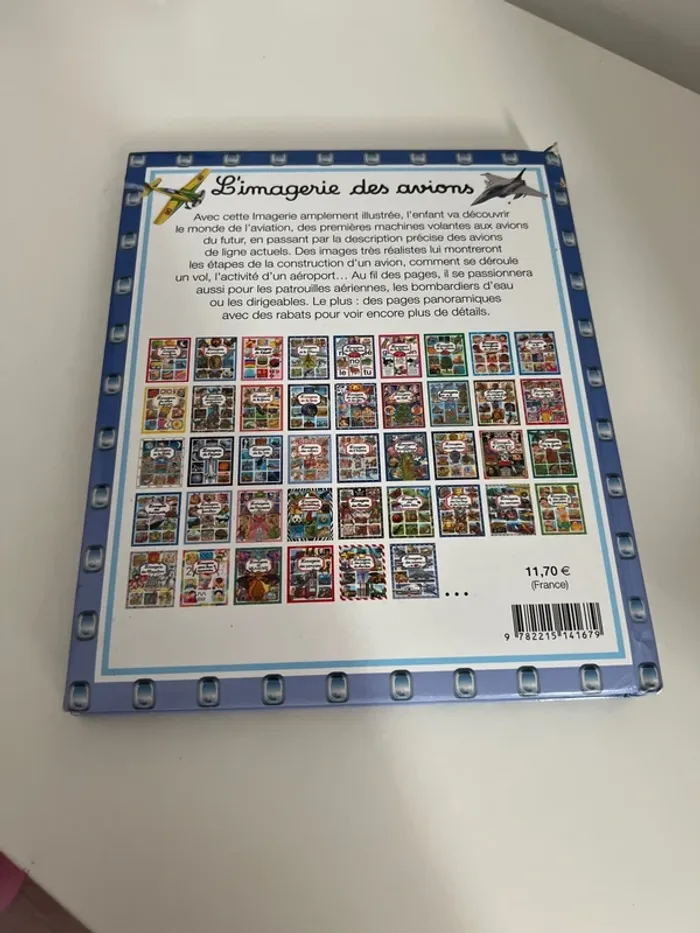 L'imagerie des avions
Avec cette Imagerie amplement illustrée, l'enfant va découvrir
le monde de l'aviation, des premières machines volantes aux avions
du futur, en passant par la description précise des avions
de ligne actuels. Des images très réalistes lui montreront
les étapes de la construction d'un avion, comment se déroule
un vol, l'activité d'un aéroport... Au fil des pages, il se passionnera
aussi pour les patrouilles aériennes, les bombardiers d'eau
ou les dirigeables. Le plus : des pages panoramiques
avec des rabats pour voir encore plus de détails.
no
le tu
...
11,70 €
(France)
9 782215 141679